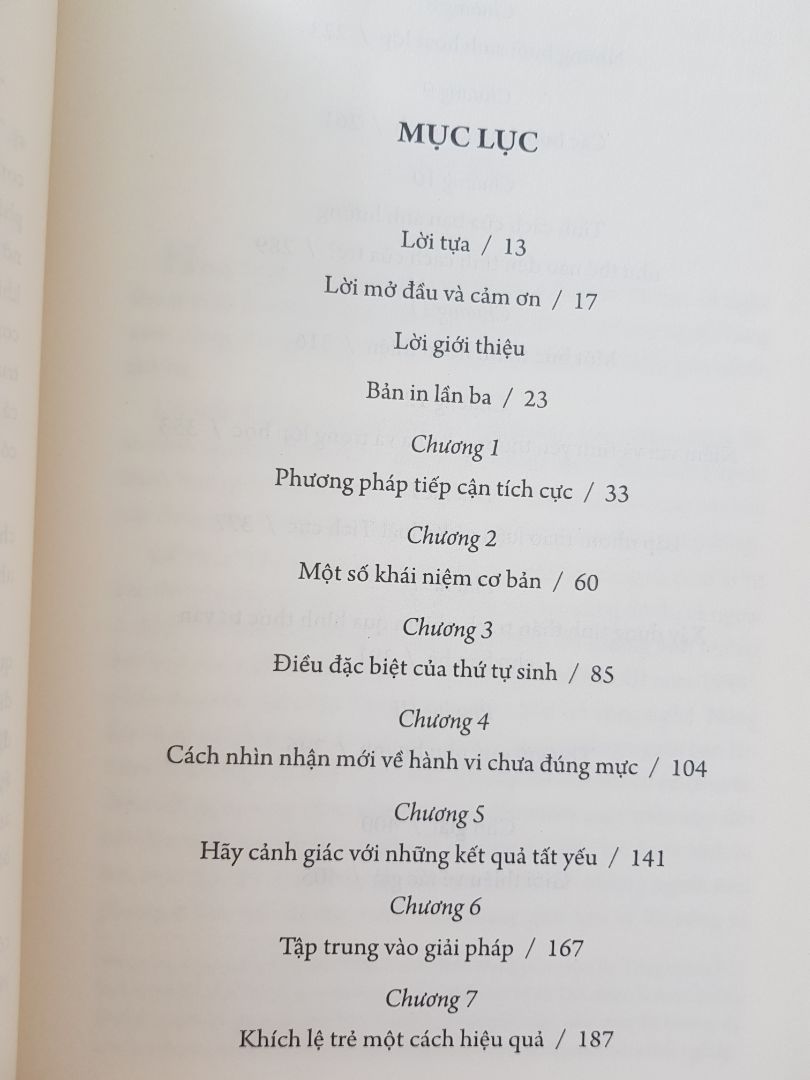 MỤC LỤC
Lời tựa / 13
Lời mở đầu và cảm ơn / 17
Lời giới thiệu
Bản in lần ba / 23
Chương 1
Phương pháp tiếp cận tích cực / 33
Chương 2
Một số khái niệm cơ bản / 60
Chương 3
Điều đặc biệt của thứ tự sinh / 85
Chương 4
Cách nhìn nhận mới về hành vi chưa đúng mực / 104
Chương 5
Hãy cảnh giác với những kết quả tất yếu / 141
Chương 6
Tập trung vào giải pháp / 167
Chương 7
Khích lệ trẻ một cách hiệu quả / 187